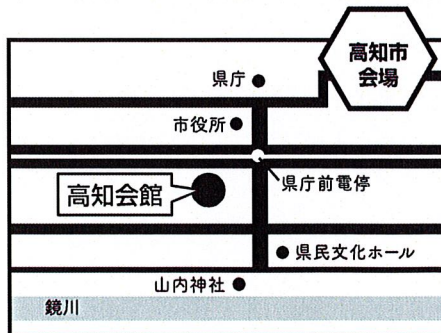 高知市
会場
県庁
市役所
県庁前電停
高知会館
県民文化ホール
山内神社
鏡川